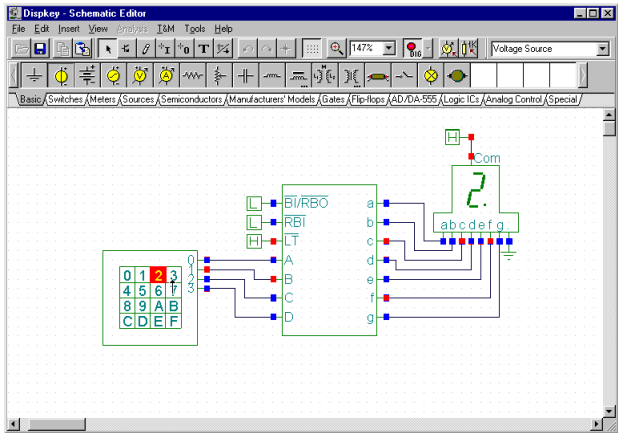 Dispkey - Schematic Editor
File Edit Insert View Analysis T&M Tools Help
T 147% DIG 1K Voltage Source
Basic Switches Meters Sources Semiconductors Manufacturers' Models Gates Flip-flops AD/DA-555 Logic ICs Analog Control Special
H
Com
2.
L BI/RBO a
L RBI b abcdefg.
H LT c
0 A d
1 B e
2 C f
3 D g
0 1 2 3
4 5 6 7
8 9 A B
C D E F